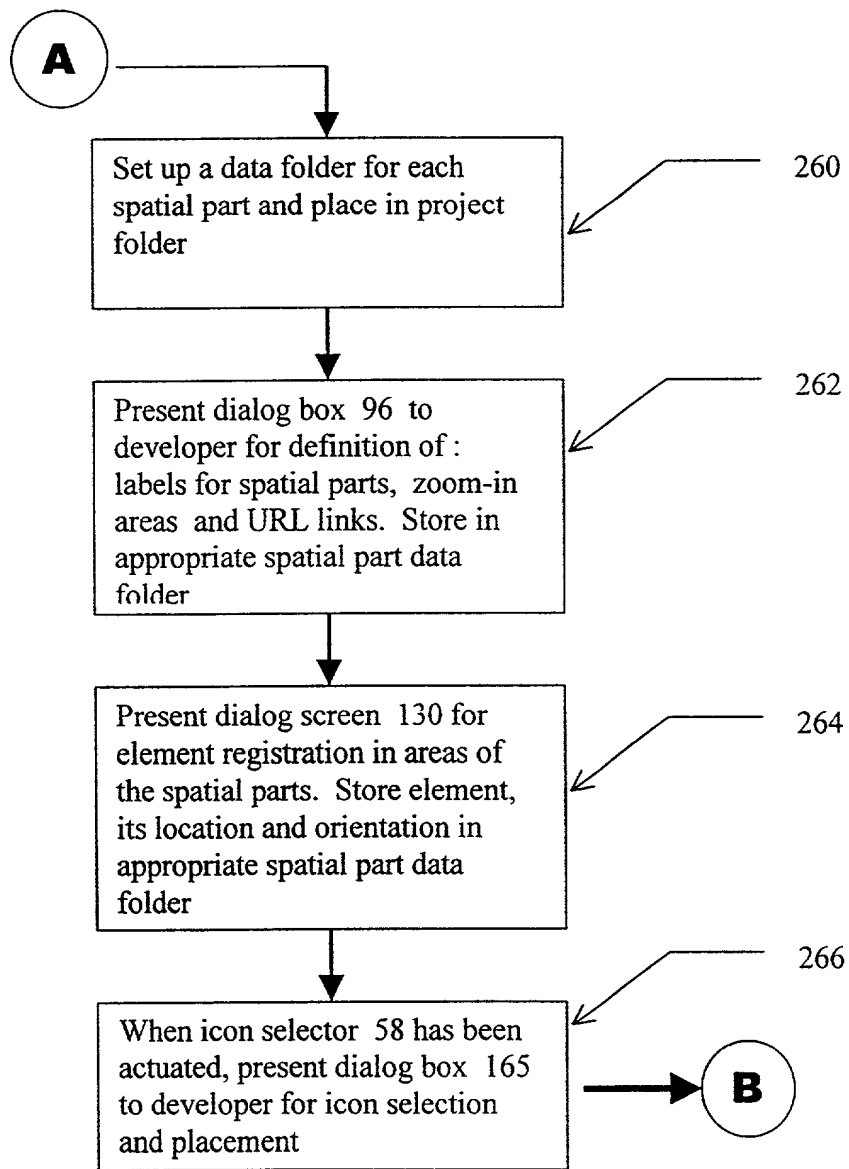 A
Set up a data folder for each
spatial part and place in project
folder
260
Present dialog box 96 to
developer for definition of :
labels for spatial parts, zoom-in
areas and URL links. Store in
appropriate spatial part data
folder
262
Present dialog screen 130 for
element registration in areas of
the spatial parts. Store element,
its location and orientation in
appropriate spatial part data
folder
264
When icon selector 58 has been
actuated, present dialog box 165
to developer for icon selection
and placement
266
B